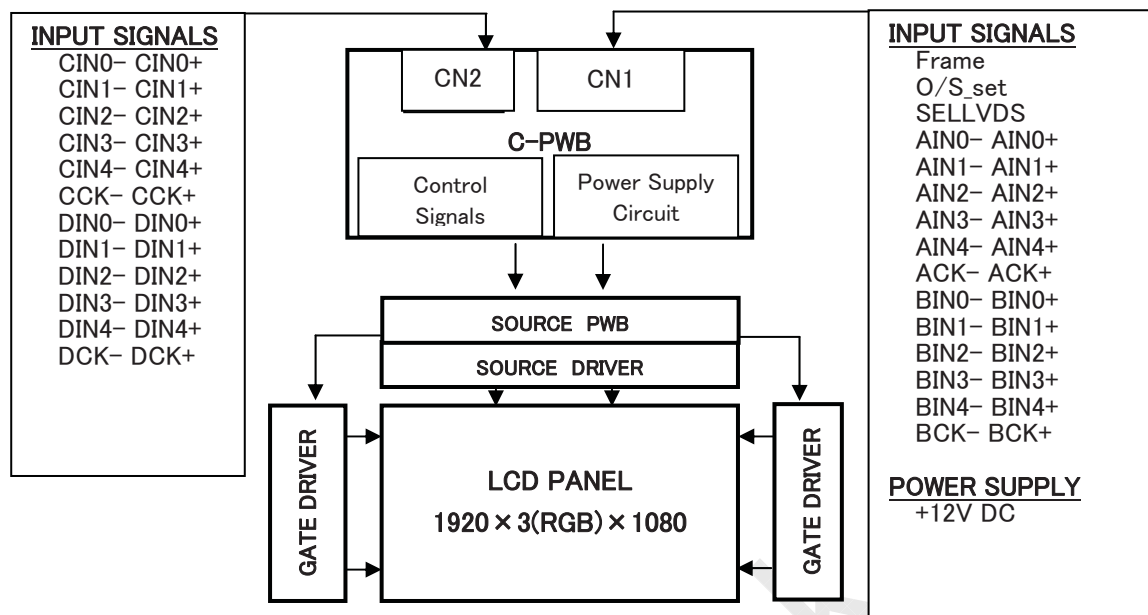 INPUT SIGNALS
CIN0- CIN0+
CIN1- CIN1+
CIN2- CIN2+
CIN3- CIN3+
CIN4- CIN4+
CCK- CCK+
DIN0- DIN0+
DIN1- DIN1+
DIN2- DIN2+
DIN3- DIN3+
DIN4- DIN4+
DCK- DCK+
CN2
CN1
C-PWB
Control
Signals
Power Supply
Circuit
SOURCE PWB
SOURCE DRIVER
GATE DRIVER
LCD PANEL
1920×3(RGB)×1080
GATE DRIVER
INPUT SIGNALS
Frame
O/S_set
SELLVDS
AIN0- AIN0+
AIN1- AIN1+
AIN2- AIN2+
AIN3- AIN3+
AIN4- AIN4+
ACK- ACK+
BIN0- BIN0+
BIN1- BIN1+
BIN2- BIN2+
BIN3- BIN3+
BIN4- BIN4+
BCK- BCK+
POWER SUPPLY
+12V DC